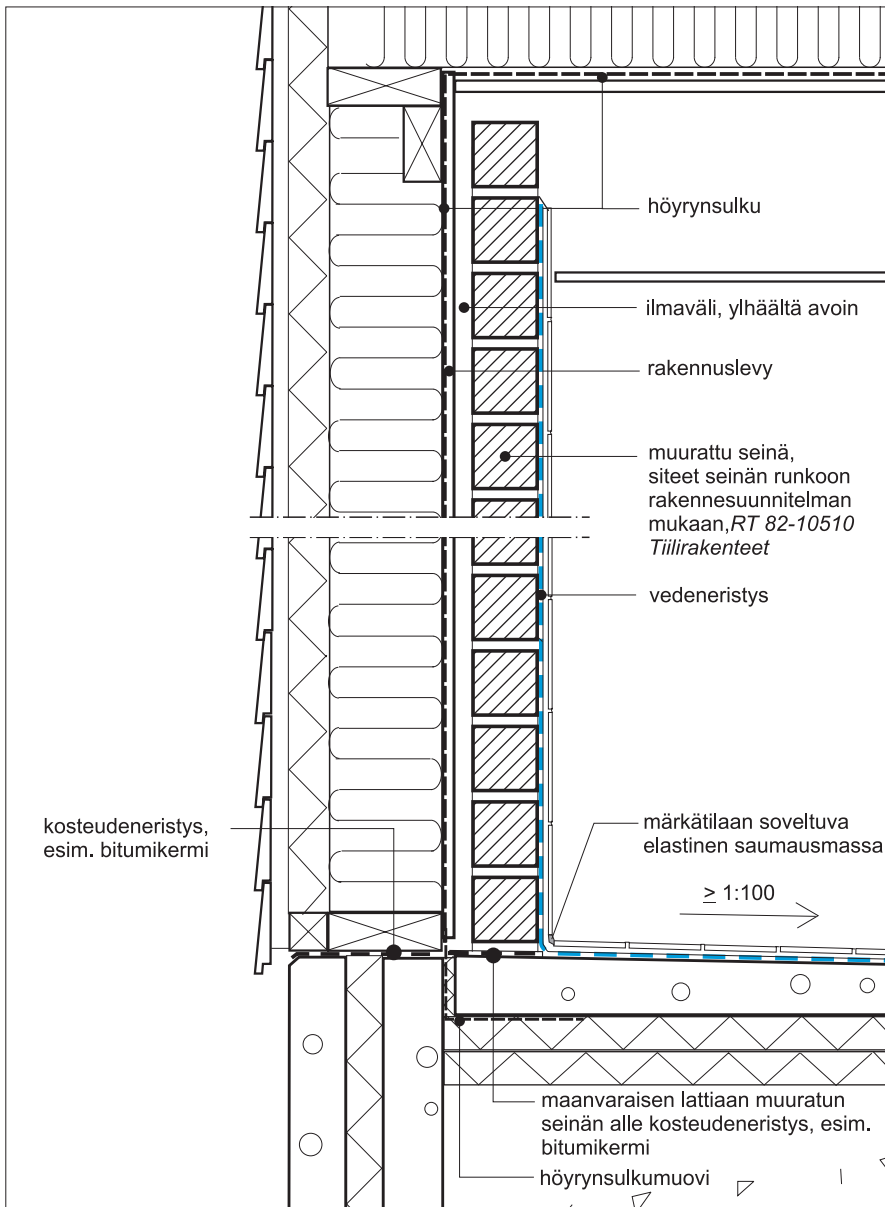 höyrynsulku
ilmaväli, ylhäältä avoin
rakennuslevy
muurattu seinä,
siteet seinän runkoon
rakennesuunnitelman
mukaan,RT 82-10510
Tiilirakenteet
vedeneristys
kosteudeneristys,
esim. bitumikermi
märkätilaan soveltuva
elastinen saumausmassa
≥ 1:100
maanvaraisen lattiaan muuratun
seinän alle kosteudeneristys, esim.
bitumikermi
höyrynsulkumuovi